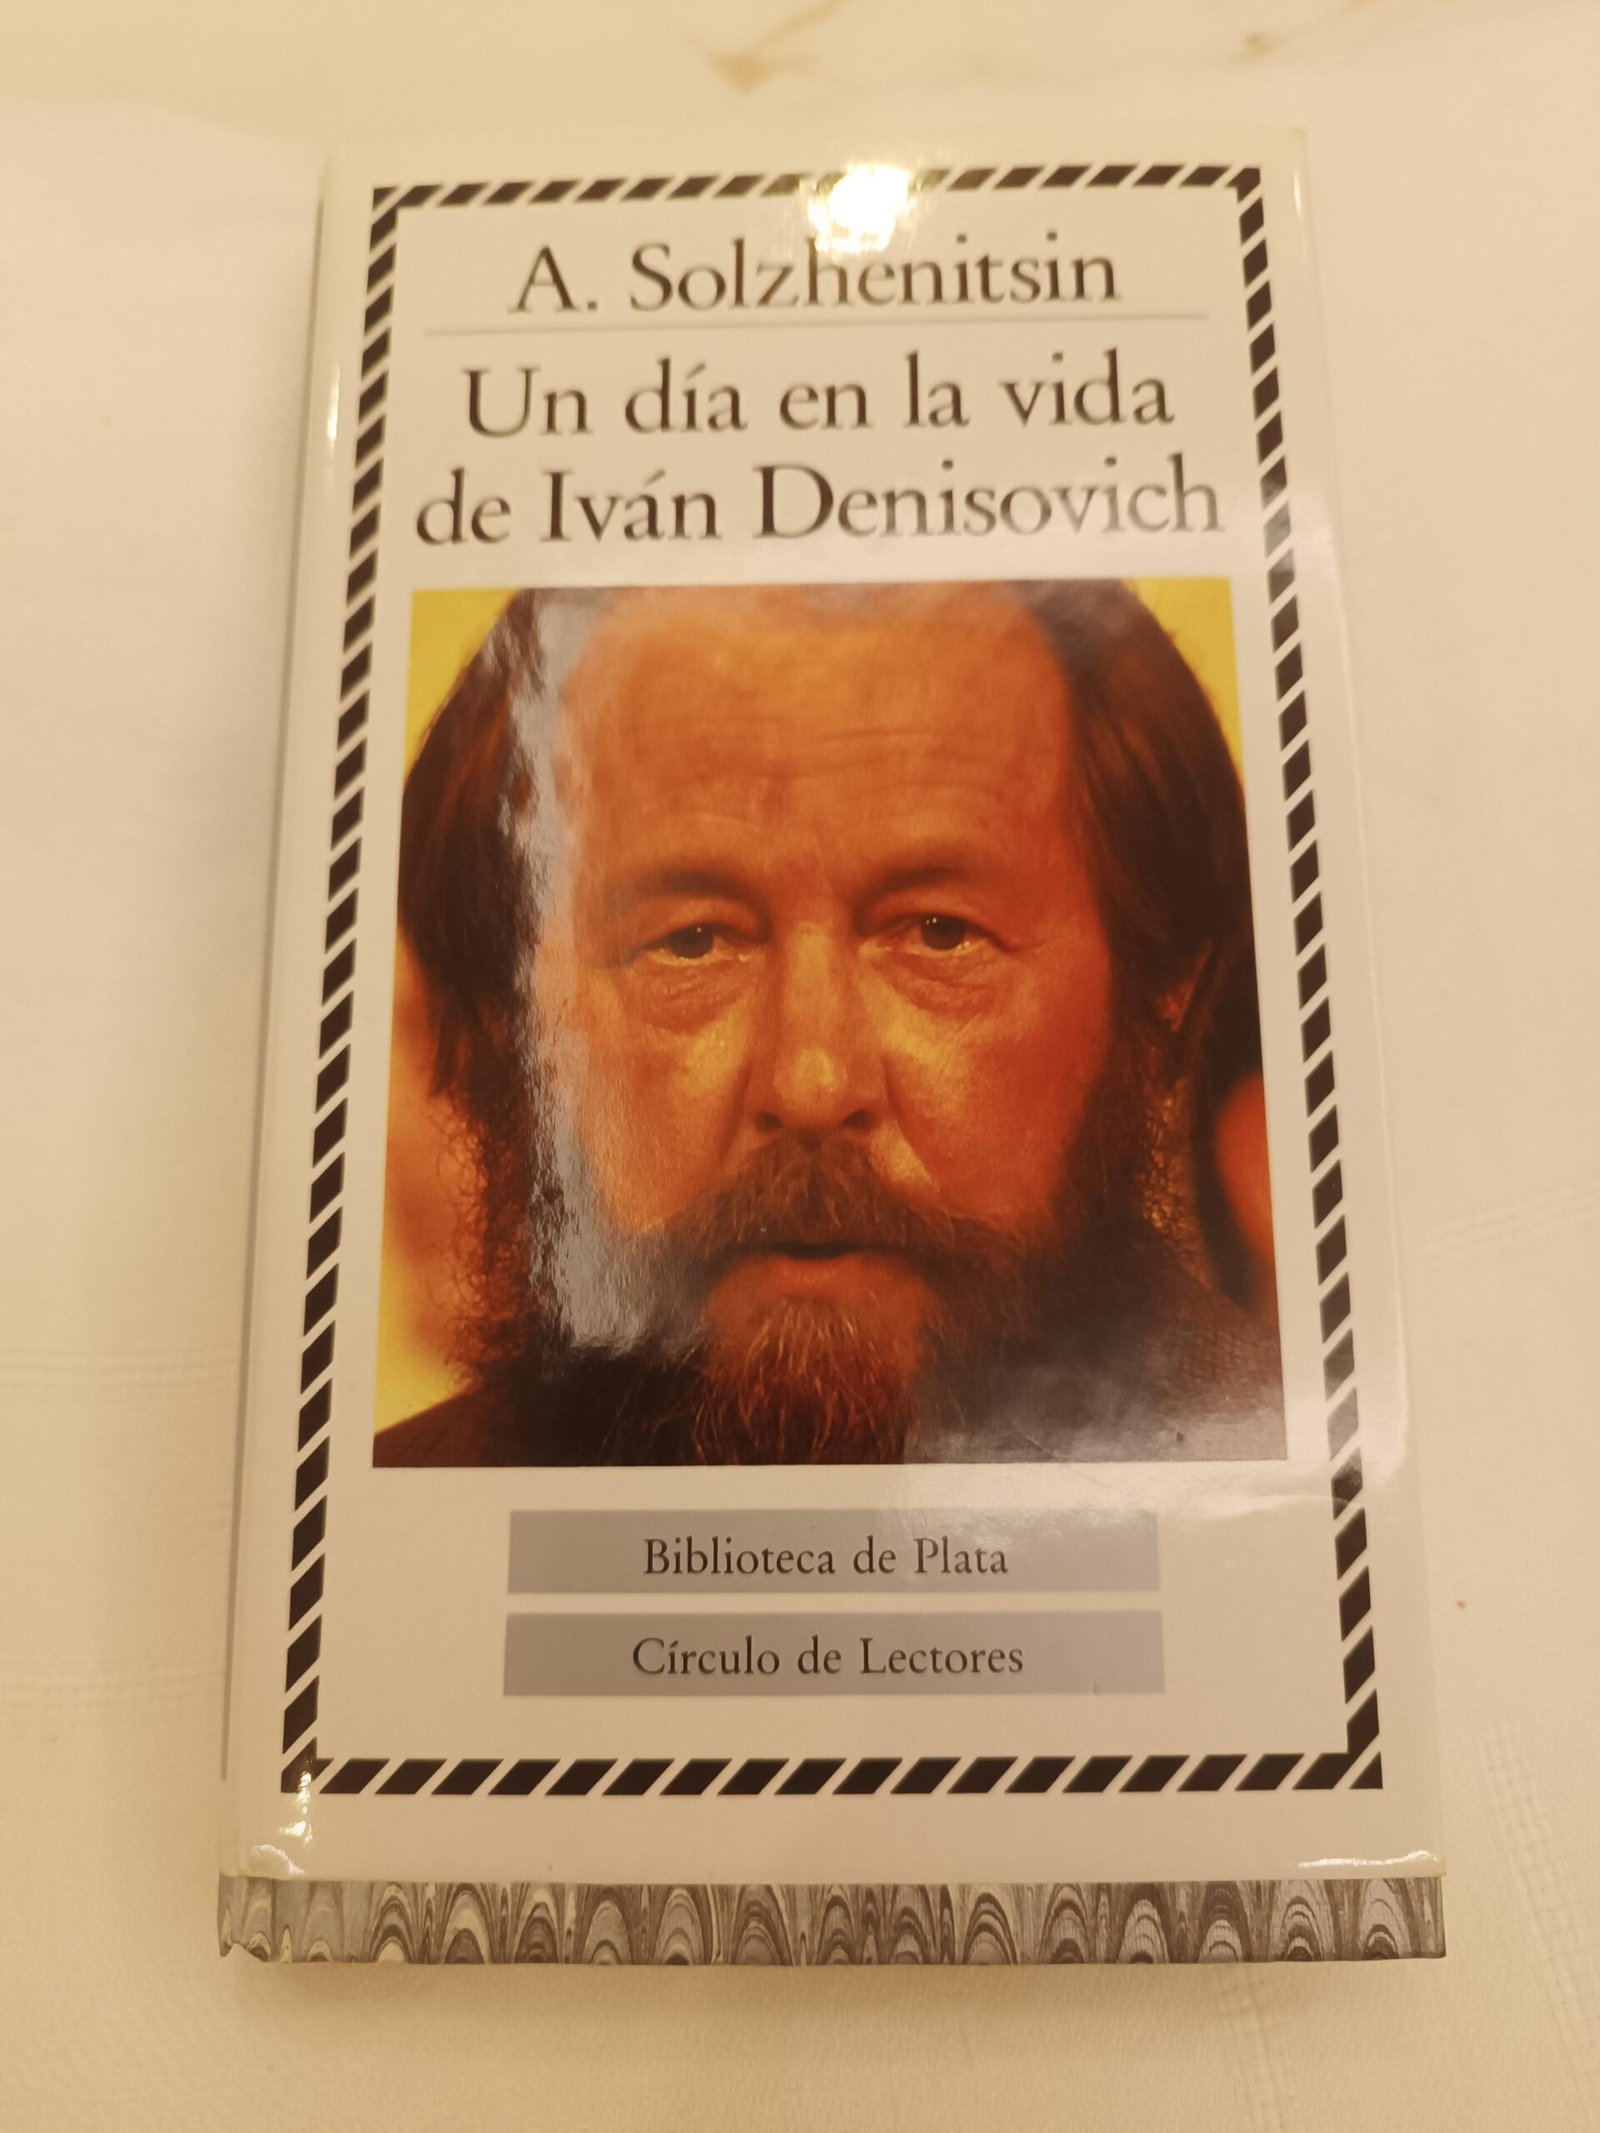 A. Solzhenitsin
Un día en la vida
de Iván Denisovich
Biblioteca de Plata
Círculo de Lectores